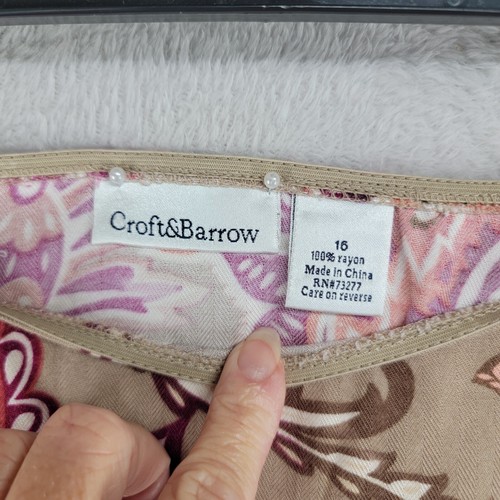 Croft&Barrow
16
100% rayon
Made in China
RN#73277
Care on reverse